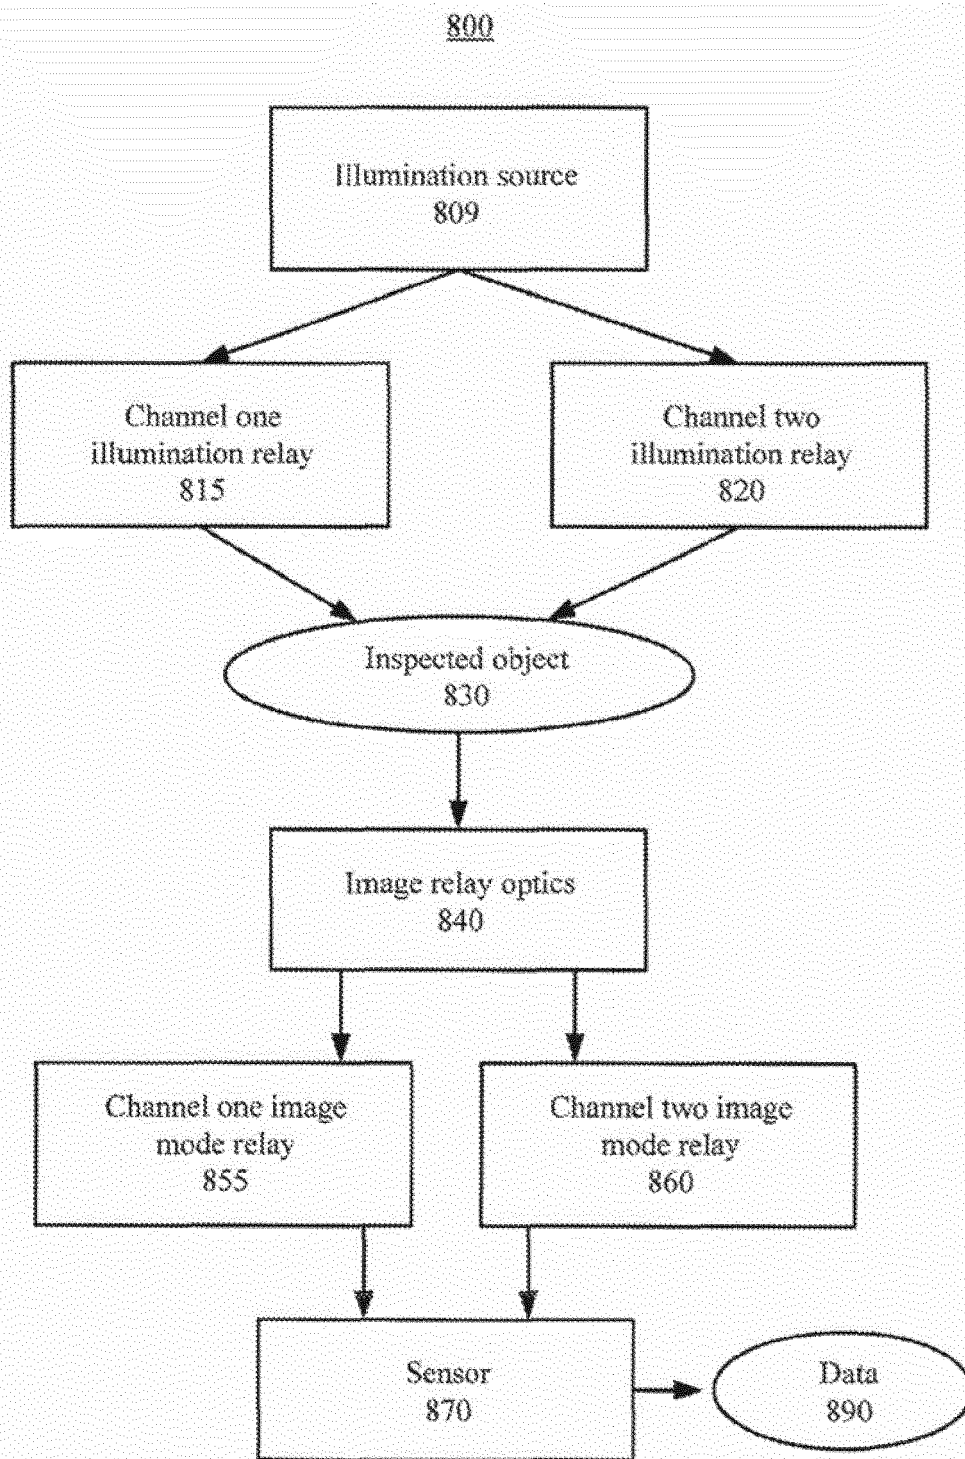 800
Illumination source
809
Channel one
illumination relay
815
Channel two
illumination relay
820
Inspected object
830
Image relay optics
840
Channel one image
mode relay
855
Channel two image
mode relay
860
Sensor
870
Data
890